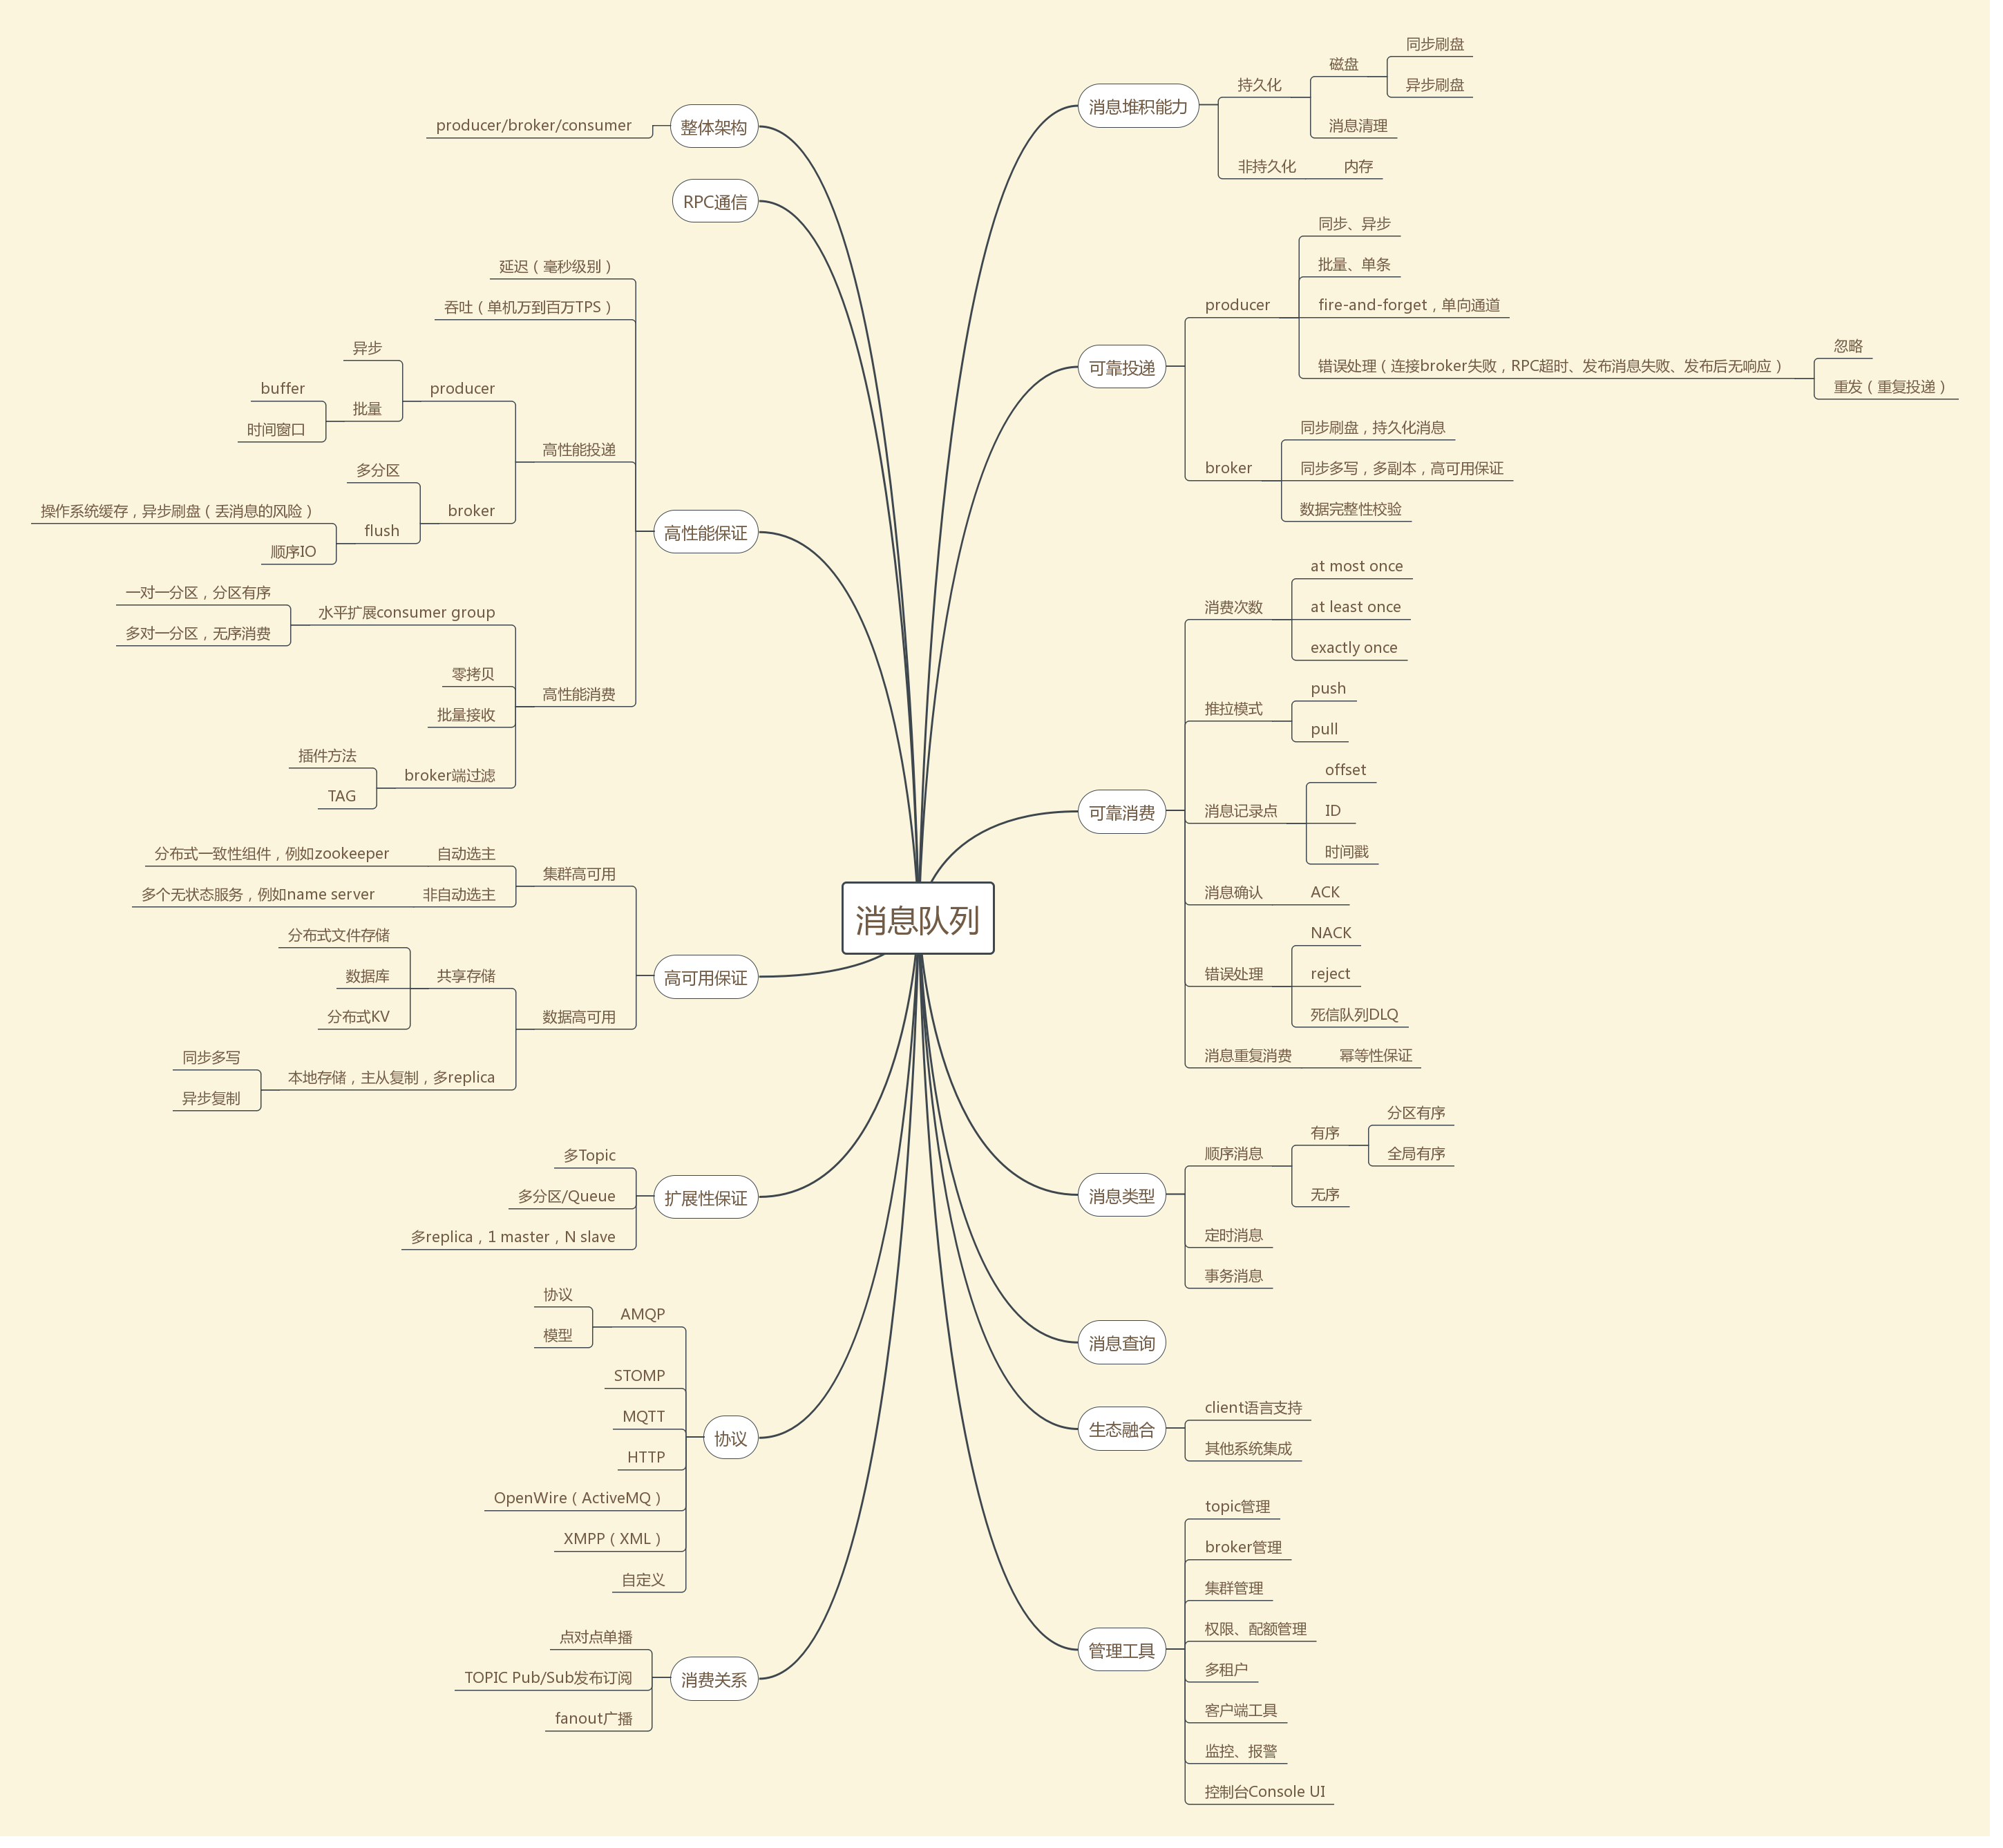 消息队列
整体架构
producer/broker/consumer
RPC通信
高性能保证
延迟（毫秒级别）
吞吐（单机万到百万TPS）
高性能投递
producer
异步
批量
buffer
时间窗口
broker
多分区
flush
操作系统缓存，异步刷盘（丢消息的风险）
顺序IO
高性能消费
水平扩展consumer group
一对一分区，分区有序
多对一分区，无序消费
零拷贝
批量接收
broker端过滤
插件方法
TAG
高可用保证
集群高可用
自动选主
分布式一致性组件，例如zookeeper
非自动选主
多个无状态服务，例如name server
数据高可用
共享存储
分布式文件存储
数据库
分布式KV
本地存储，主从复制，多replica
同步多写
异步复制
扩展性保证
多Topic
多分区/Queue
多replica，1 master，N slave
协议
AMQP
协议
模型
STOMP
MQTT
HTTP
OpenWire（ActiveMQ）
XMPP（XML）
自定义
消费关系
点对点单播
TOPIC Pub/Sub发布订阅
fanout广播
消息堆积能力
持久化
磁盘
同步刷盘
异步刷盘
消息清理
非持久化
内存
可靠投递
producer
同步、异步
批量、单条
fire-and-forget，单向通道
错误处理（连接broker失败，RPC超时、发布消息失败、发布后无响应）
忽略
重发（重复投递）
broker
同步刷盘，持久化消息
同步多写，多副本，高可用保证
数据完整性校验
可靠消费
消费次数
at most once
at least once
exactly once
推拉模式
push
pull
消息记录点
offset
ID
时间戳
消息确认
ACK
错误处理
NACK
reject
死信队列DLQ
消息重复消费
幂等性保证
消息类型
顺序消息
有序
分区有序
全局有序
无序
定时消息
事务消息
消息查询
生态融合
client语言支持
其他系统集成
管理工具
topic管理
broker管理
集群管理
权限、配额管理
多租户
客户端工具
监控、报警
控制台Console UI